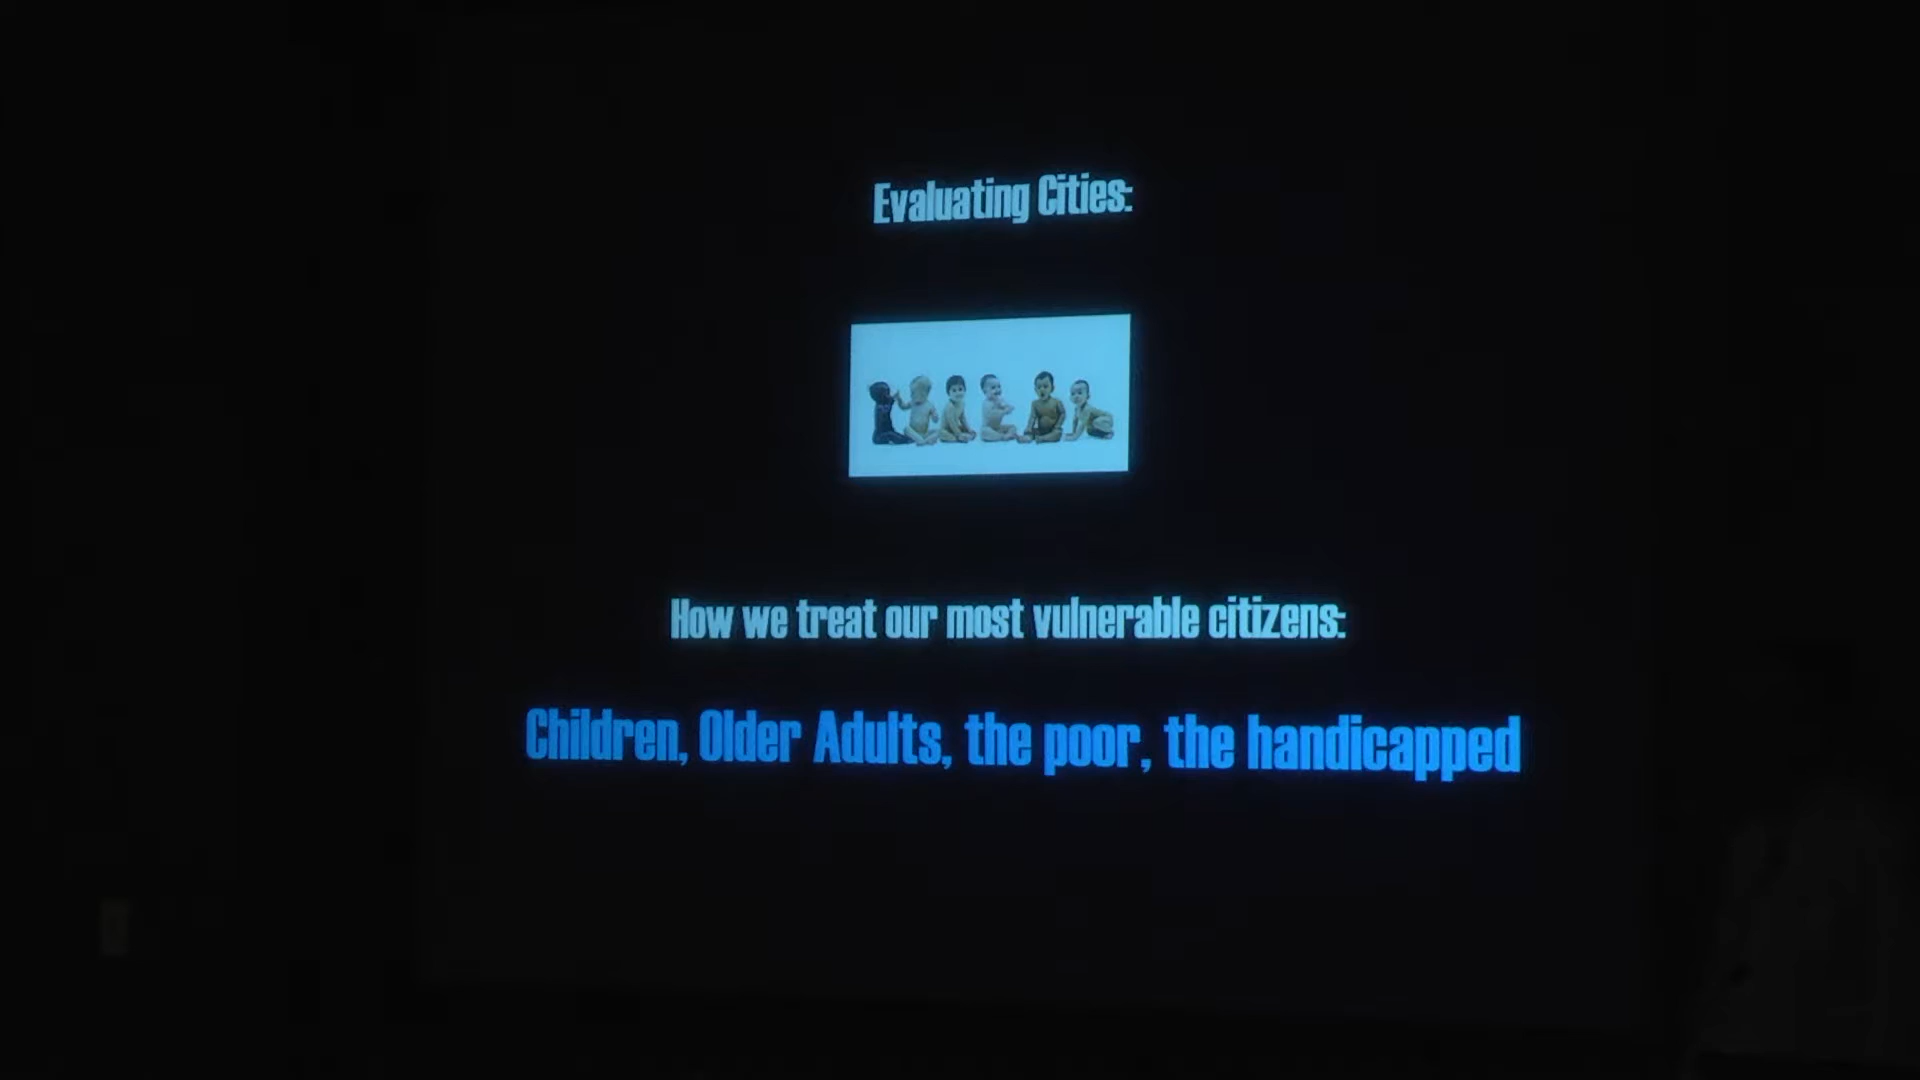 Evaluating Cities:
How we treat our most vulnerable citizens:
Children, Older Adults, the poor, the handicapped